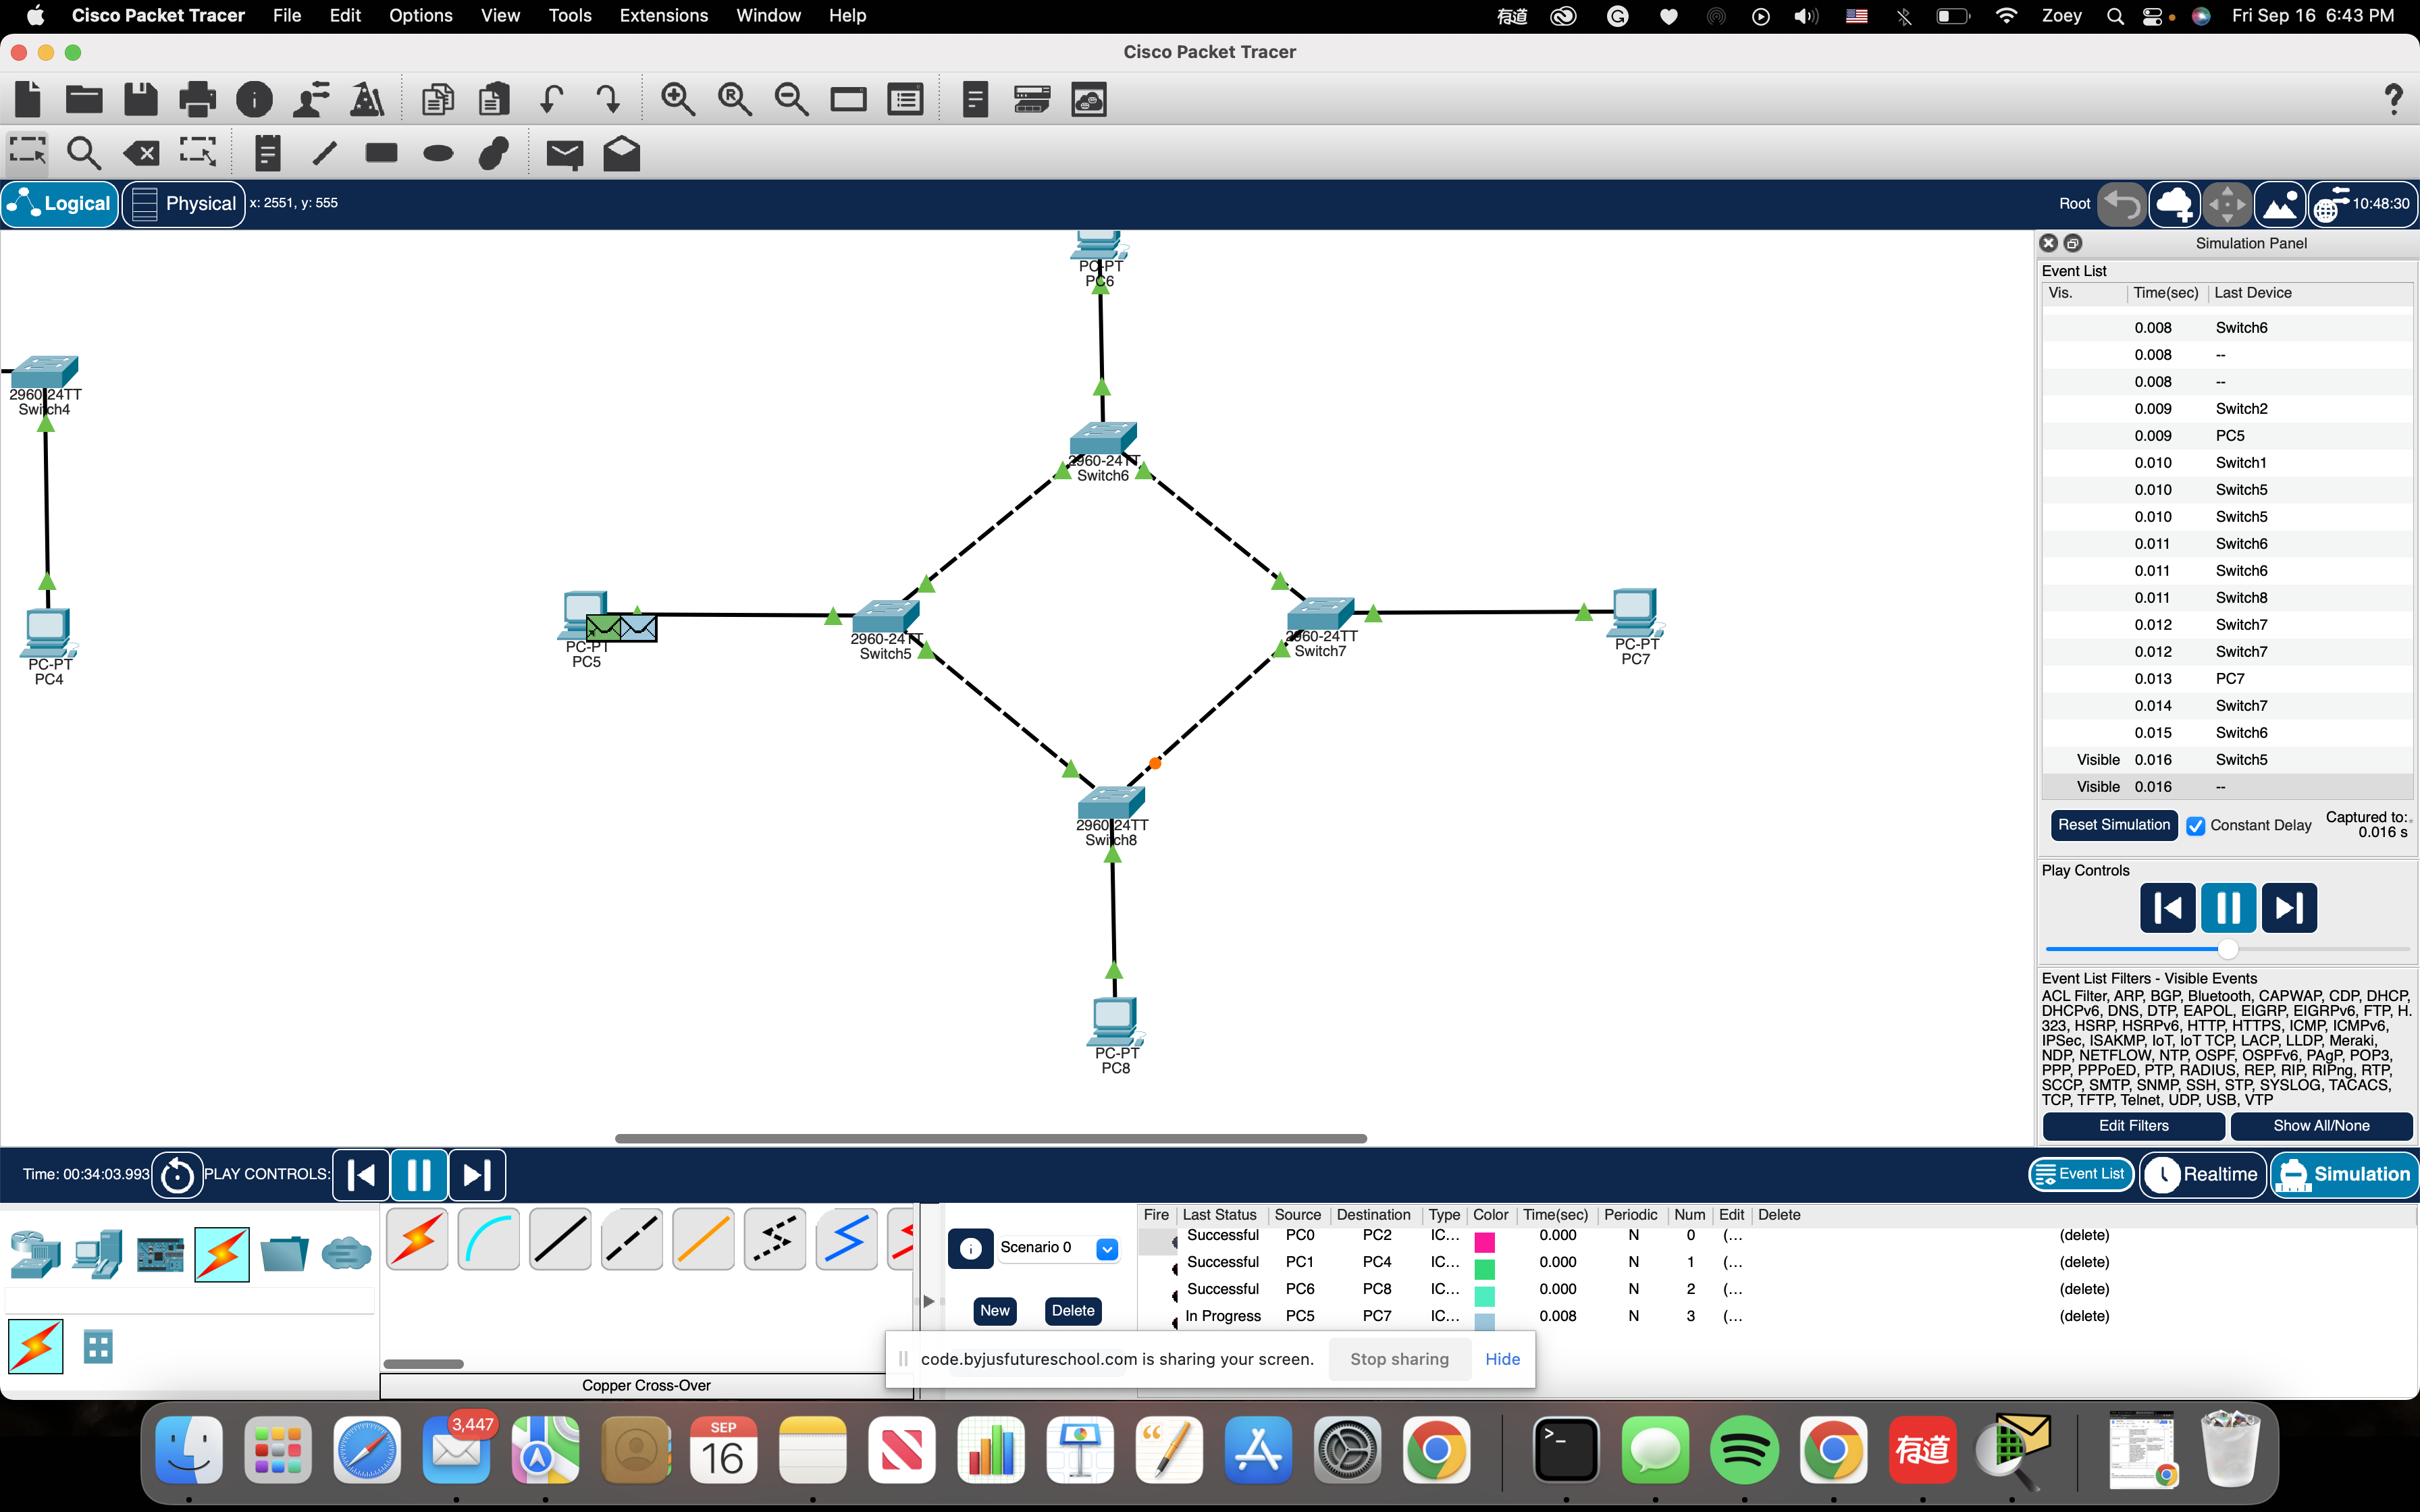 Cisco Packet Tracer File Edit Options View Tools Extensions Window Help 有道 Zoey Fri Sep 16 6:43 PM
Cisco Packet Tracer
Logical Physical x: 2551, y: 555 Root 10:48:30
Simulation Panel
Event List
Vis. Time(sec) Last Device
0.008 Switch6
0.008 --
0.008 --
0.009 Switch2
0.009 PC5
0.010 Switch1
0.010 Switch5
0.010 Switch5
0.011 Switch6
0.011 Switch6
0.011 Switch8
0.012 Switch7
0.012 Switch7
0.013 PC7
0.014 Switch7
0.015 Switch6
Visible 0.016 Switch5
Visible 0.016 --
Reset Simulation Constant Delay Captured to:*
0.016 s
Play Controls
Event List Filters - Visible Events
ACL Filter, ARP, BGP, Bluetooth, CAPWAP, CDP, DHCP,
DHCPv6, DNS, DTP, EAPOL, EIGRP, EIGRPv6, FTP, H.
323, HSRP, HSRPv6, HTTP, HTTPS, ICMP, ICMPv6,
IPSec, ISAKMP, IoT, IoT TCP, LACP, LLDP, Meraki,
NDP, NETFLOW, NTP, OSPF, OSPFv6, PAgP, POP3,
PPP, PPPoED, PTP, RADIUS, REP, RIP, RIPng, RTP,
SCCP, SMTP, SNMP, SSH, STP, SYSLOG, TACACS,
TCP, TFTP, Telnet, UDP, USB, VTP
Edit Filters Show All/None
PC-PT
PC6
2960-24TT
Switch4
2960-24TT
Switch6
PC-PT
PC4
PC-PT
PC5
2960-24TT
Switch5
2960-24TT
Switch7
PC-PT
PC7
2960-24TT
Switch8
PC-PT
PC8
Time: 00:34:03.993 PLAY CONTROLS: Event List Realtime Simulation
Fire Last Status Source Destination Type Color Time(sec) Periodic Num Edit Delete
Successful PC0 PC2 IC... 0.000 N 0 (... (delete)
Successful PC1 PC4 IC... 0.000 N 1 (... (delete)
Successful PC6 PC8 IC... 0.000 N 2 (... (delete)
In Progress PC5 PC7 IC... 0.008 N 3 (... (delete)
Scenario 0
New Delete
code.byjusfutureschool.com is sharing your screen. Stop sharing Hide
Copper Cross-Over
3,447
SEP
16
有道